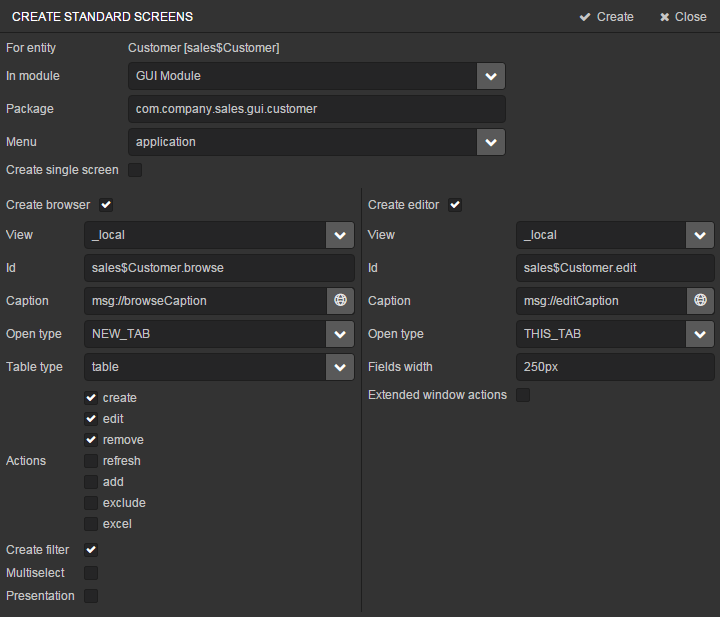 CREATE STANDARD SCREENS Create Close
For entity Customer [sales$Customer]
In module GUI Module
Package com.company.sales.gui.customer
Menu application
Create single screen
Create browser
View _local
Id sales$Customer.browse
Caption msg://browseCaption
Open type NEW_TAB
Table type table
Actions
create
edit
remove
refresh
add
exclude
excel
Create filter
Multiselect
Presentation
Create editor
View _local
Id sales$Customer.edit
Caption msg://editCaption
Open type THIS_TAB
Fields width 250px
Extended window actions